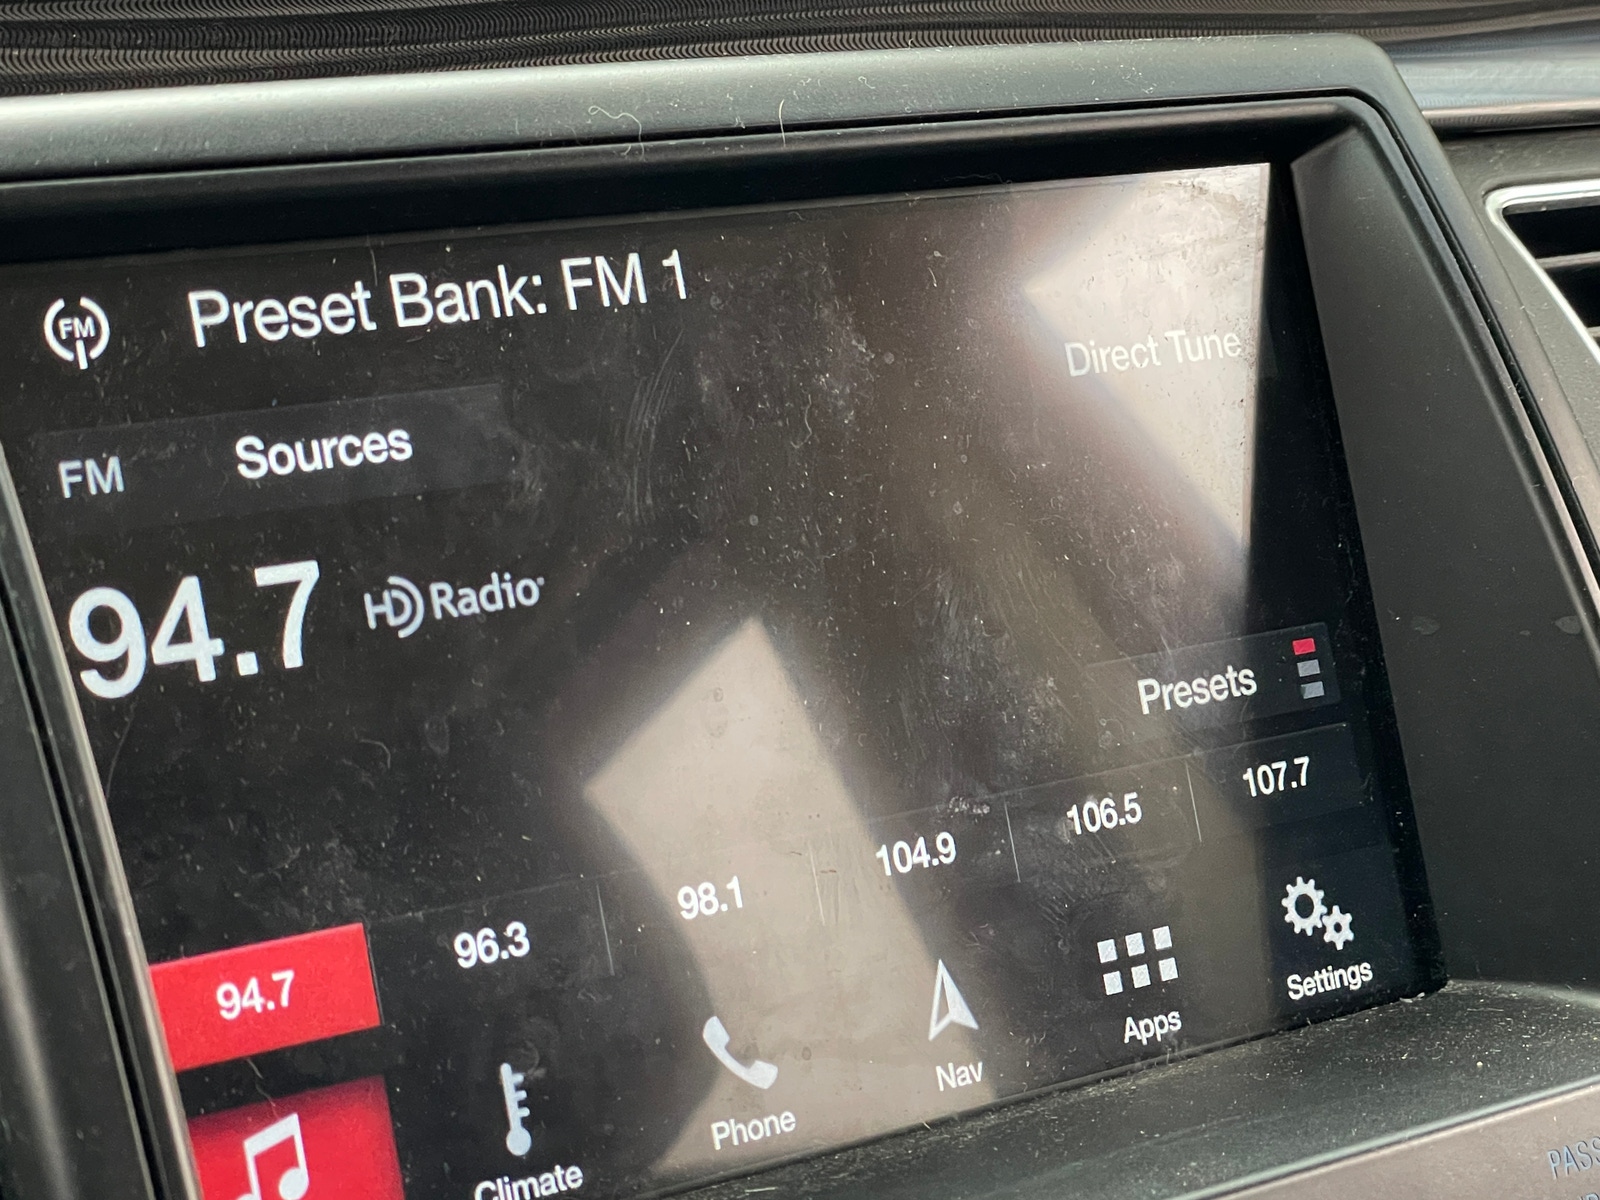 FM
Preset Bank: FM 1
Direct Tune
FM Sources
94.7 HD Radio
Presets
94.7 96.3 98.1 104.9 106.5 107.7
Climate Phone Nav Apps Settings